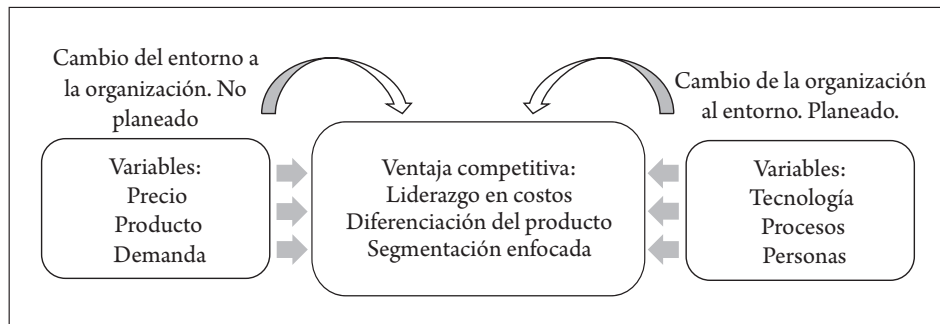 Cambio del entorno a
la organización. No
planeado
Cambio de la organización
al entorno. Planeado.
Variables:
Precio
Producto
Demanda
Ventaja competitiva:
Liderazgo en costos
Diferenciación del producto
Segmentación enfocada
Variables:
Tecnología
Procesos
Personas